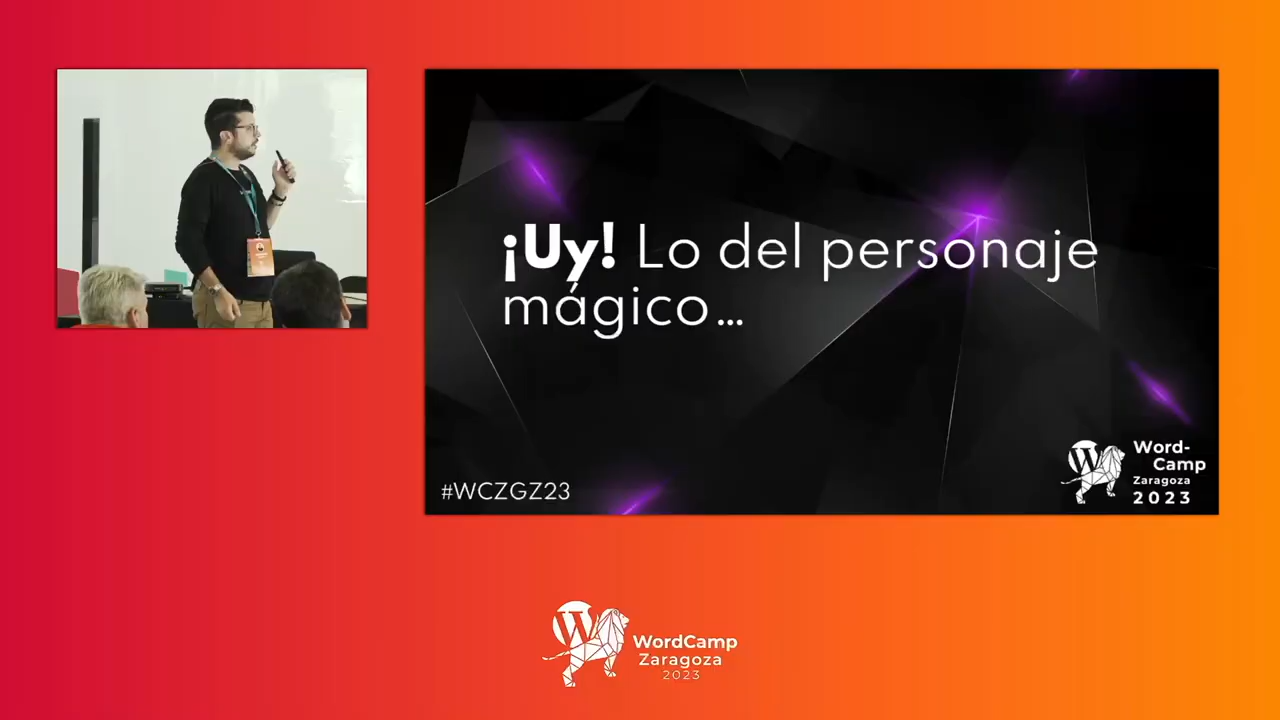 ¡Uy! Lo del personaje
mágico...
#WCZGZ23
Word-
Camp
Zaragoza
2023
WordCamp
Zaragoza
2023